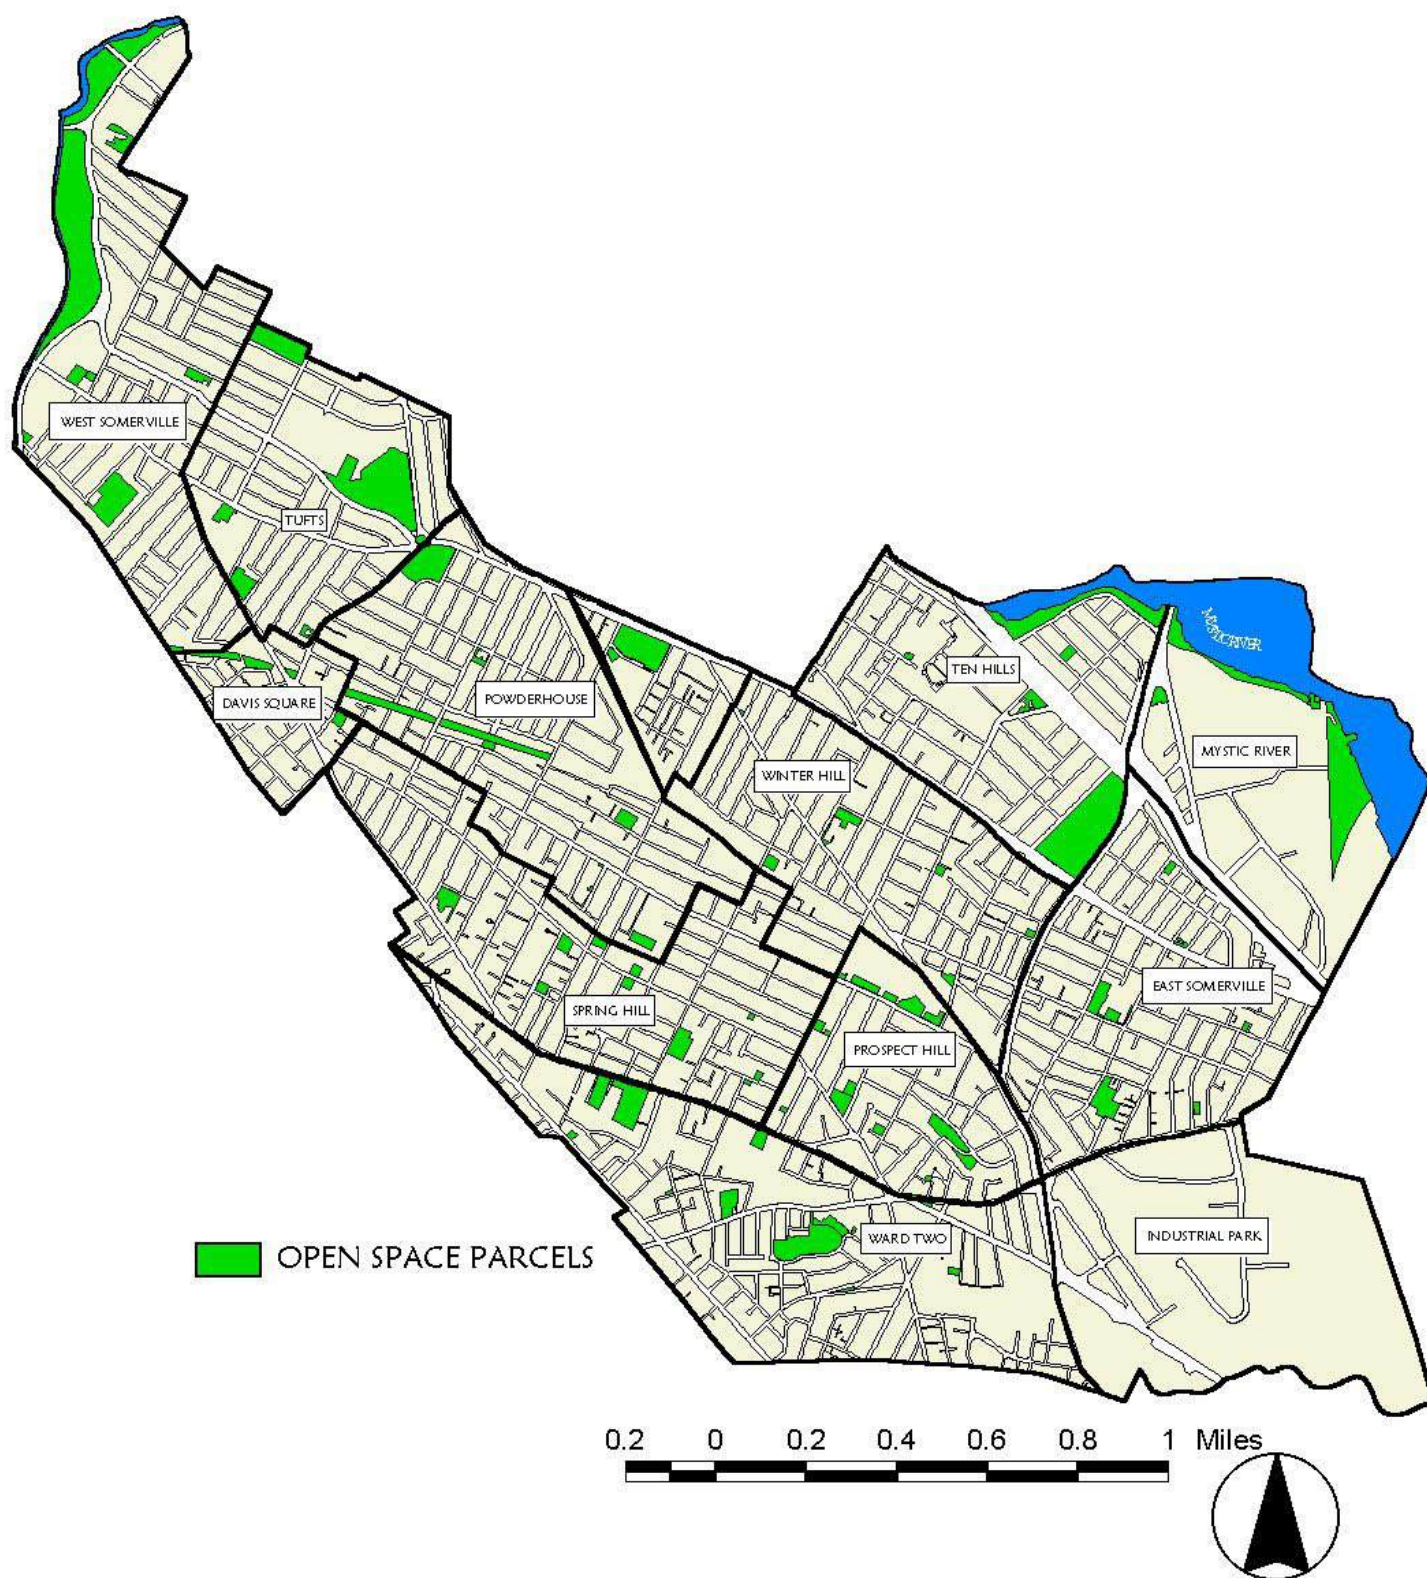 WEST SOMERVILLE
TUFTS
DAVIS SQUARE
POWDERHOUSE
TEN HILLS
MYSTIC RIVER
MYSTIC RIVER
WINTER HILL
EAST SOMERVILLE
SPRING HILL
PROSPECT HILL
WARD TWO
INDUSTRIAL PARK
OPEN SPACE PARCELS
0.2 0 0.2 0.4 0.6 0.8 1 Miles